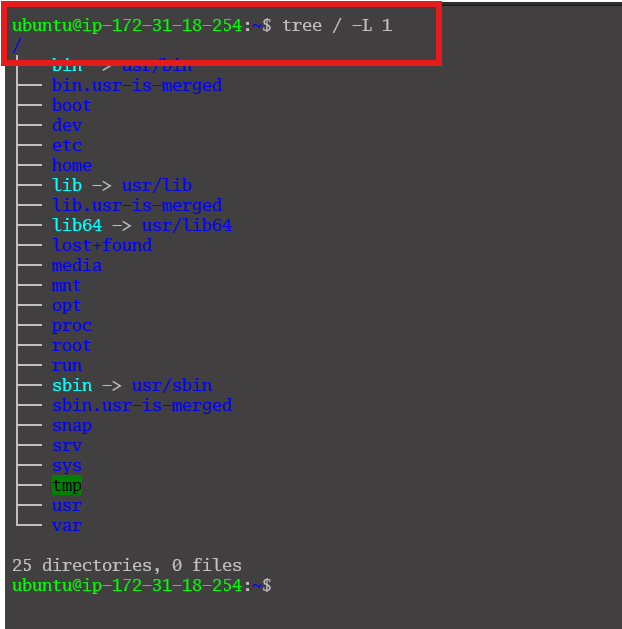 ubuntu@ip-172-31-18-254:~$ tree / -L 1
/
├── bin -> usr/bin
├── bin.usr-is-merged
├── boot
├── dev
├── etc
├── home
├── lib -> usr/lib
├── lib.usr-is-merged
├── lib64 -> usr/lib64
├── lost+found
├── media
├── mnt
├── opt
├── proc
├── root
├── run
├── sbin -> usr/sbin
├── sbin.usr-is-merged
├── snap
├── srv
├── sys
├── tmp
├── usr
└── var
25 directories, 0 files
ubuntu@ip-172-31-18-254:~$